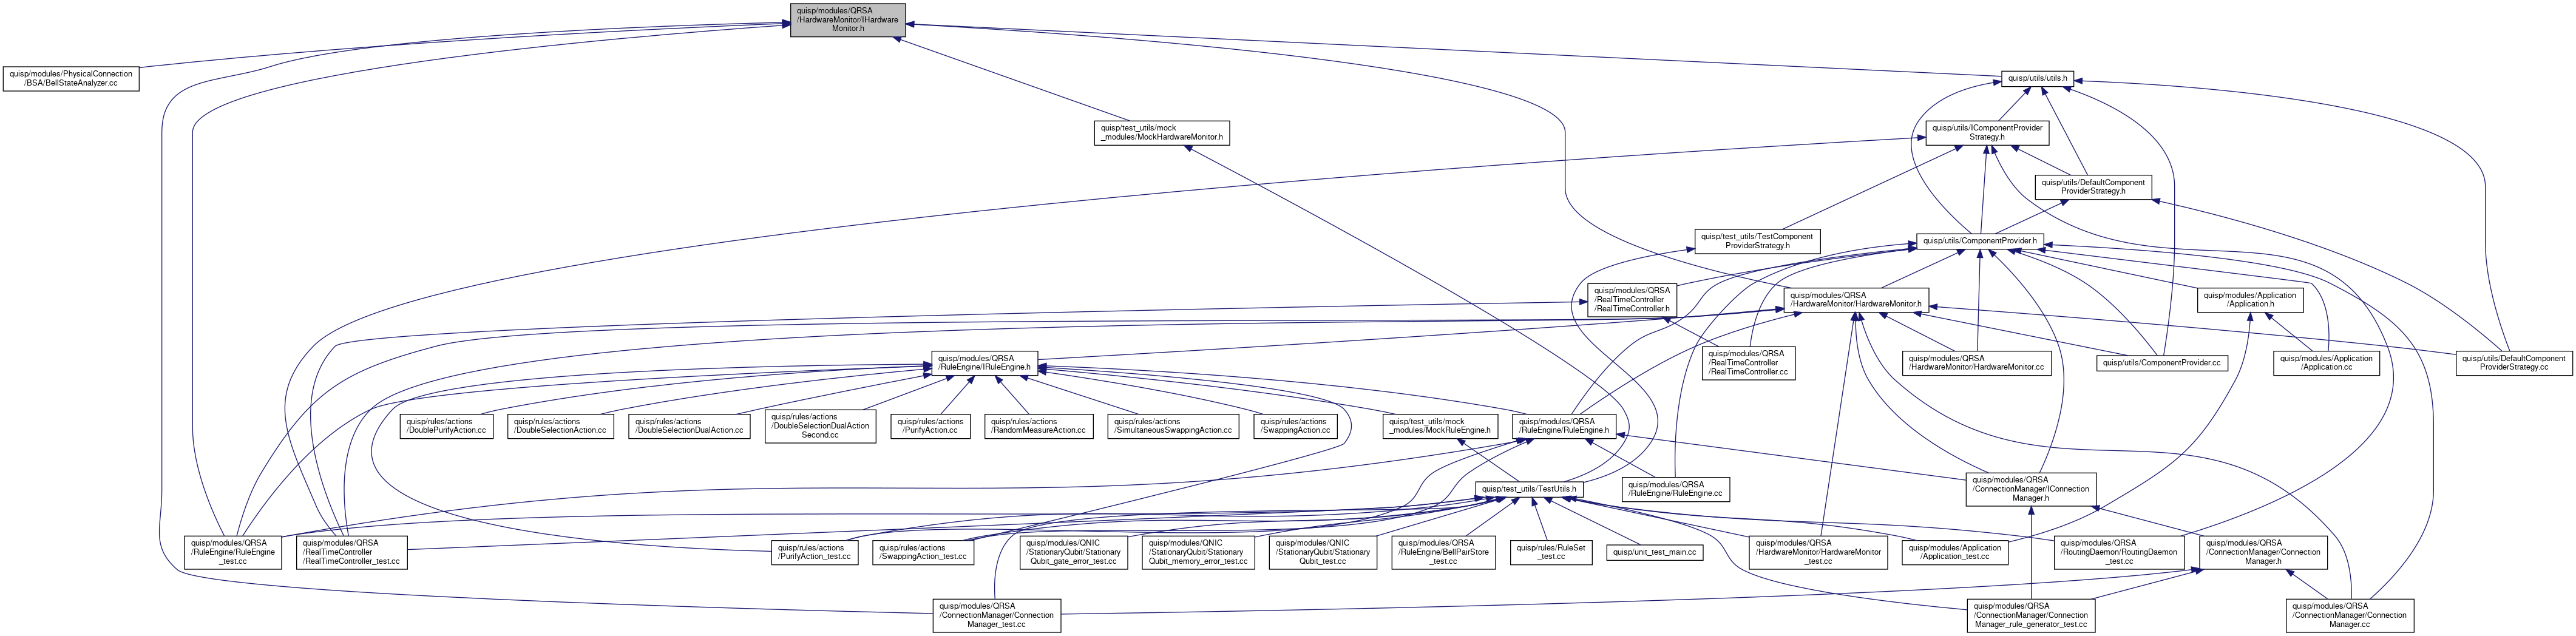 quisp/modules/QRSA
/HardwareMonitor/IHardware
Monitor.h
quisp/modules/PhysicalConnection
/BSA/BellStateAnalyzer.cc
quisp/utils/utils.h
quisp/test_utils/mock
_modules/MockHardwareMonitor.h
quisp/utils/IComponentProvider
Strategy.h
quisp/utils/DefaultComponent
ProviderStrategy.h
quisp/test_utils/TestComponent
ProviderStrategy.h
quisp/utils/ComponentProvider.h
quisp/modules/QRSA
/RealTimeController
/RealTimeController.h
quisp/modules/QRSA
/HardwareMonitor/HardwareMonitor.h
quisp/modules/Application
/Application.h
quisp/modules/QRSA
/RuleEngine/IRuleEngine.h
quisp/modules/QRSA
/RealTimeController
/RealTimeController.cc
quisp/modules/QRSA
/HardwareMonitor/HardwareMonitor.cc
quisp/utils/ComponentProvider.cc
quisp/modules/Application
/Application.cc
quisp/utils/DefaultComponent
ProviderStrategy.cc
quisp/rules/actions
/DoublePurifyAction.cc
quisp/rules/actions
/DoubleSelectionAction.cc
quisp/rules/actions
/DoubleSelectionDualAction.cc
quisp/rules/actions
/DoubleSelectionDualAction
Second.cc
quisp/rules/actions
/PurifyAction.cc
quisp/rules/actions
/RandomMeasureAction.cc
quisp/rules/actions
/SimultaneousSwappingAction.cc
quisp/rules/actions
/SwappingAction.cc
quisp/test_utils/mock
_modules/MockRuleEngine.h
quisp/modules/QRSA
/RuleEngine/RuleEngine.h
quisp/test_utils/TestUtils.h
quisp/modules/QRSA
/RuleEngine/RuleEngine.cc
quisp/modules/QRSA
/ConnectionManager/IConnection
Manager.h
quisp/modules/QRSA
/RuleEngine/RuleEngine
_test.cc
quisp/modules/QRSA
/RealTimeController
/RealTimeController_test.cc
quisp/rules/actions
/PurifyAction_test.cc
quisp/rules/actions
/SwappingAction_test.cc
quisp/modules/QNIC
/StationaryQubit/Stationary
Qubit_gate_error_test.cc
quisp/modules/QNIC
/StationaryQubit/Stationary
Qubit_memory_error_test.cc
quisp/modules/QNIC
/StationaryQubit/Stationary
Qubit_test.cc
quisp/modules/QRSA
/RuleEngine/BellPairStore
_test.cc
quisp/rules/RuleSet
_test.cc
quisp/unit_test_main.cc
quisp/modules/QRSA
/HardwareMonitor/HardwareMonitor
_test.cc
quisp/modules/Application
/Application_test.cc
quisp/modules/QRSA
/RoutingDaemon/RoutingDaemon
_test.cc
quisp/modules/QRSA
/ConnectionManager/Connection
Manager.h
quisp/modules/QRSA
/ConnectionManager/Connection
Manager_test.cc
quisp/modules/QRSA
/ConnectionManager/Connection
Manager_rule_generator_test.cc
quisp/modules/QRSA
/ConnectionManager/Connection
Manager.cc